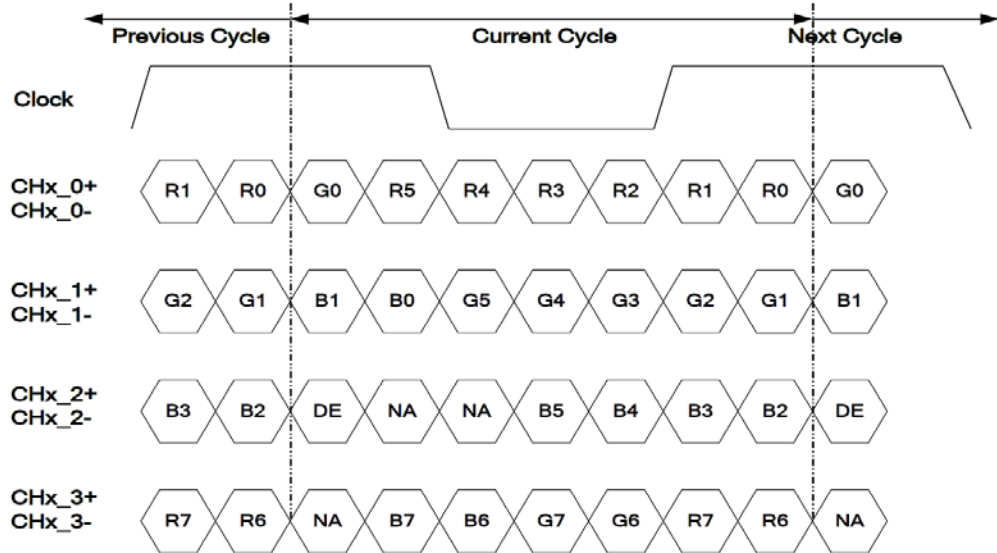 Previous Cycle Current Cycle Next Cycle
Clock
CHx_0+
CHx_0-
R1 R0 G0 R5 R4 R3 R2 R1 R0 G0
CHx_1+
CHx_1-
G2 G1 B1 B0 G5 G4 G3 G2 G1 B1
CHx_2+
CHx_2-
B3 B2 DE NA NA B5 B4 B3 B2 DE
CHx_3+
CHx_3-
R7 R6 NA B7 B6 G7 G6 R7 R6 NA